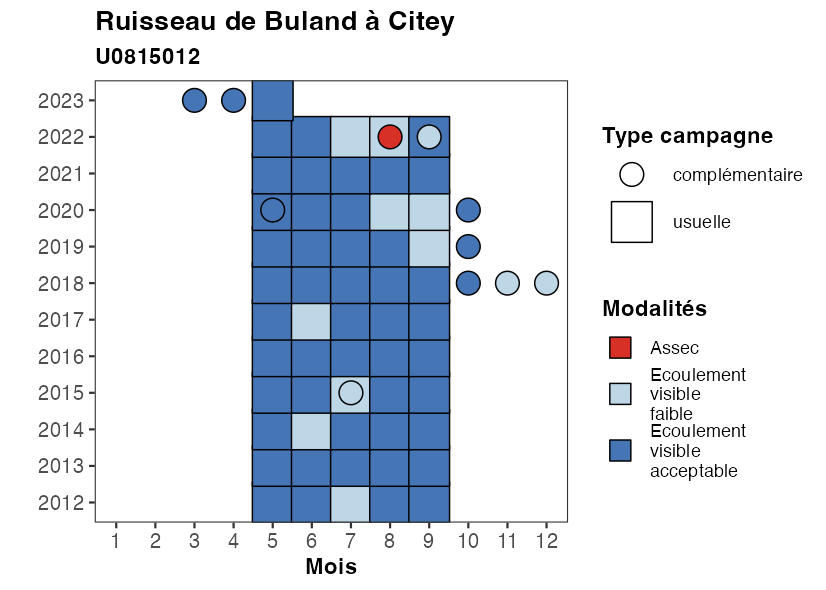 Ruisseau de Buland à Citey
U0815012
2023
2022
2021
2020
2019
2018
2017
2016
2015
2014
2013
2012
1 2 3 4 5 6 7 8 9 10 11 12
Mois
Type campagne
complémentaire
usuelle
Modalités
Assec
Ecoulement
visible
faible
Ecoulement
visible
acceptable